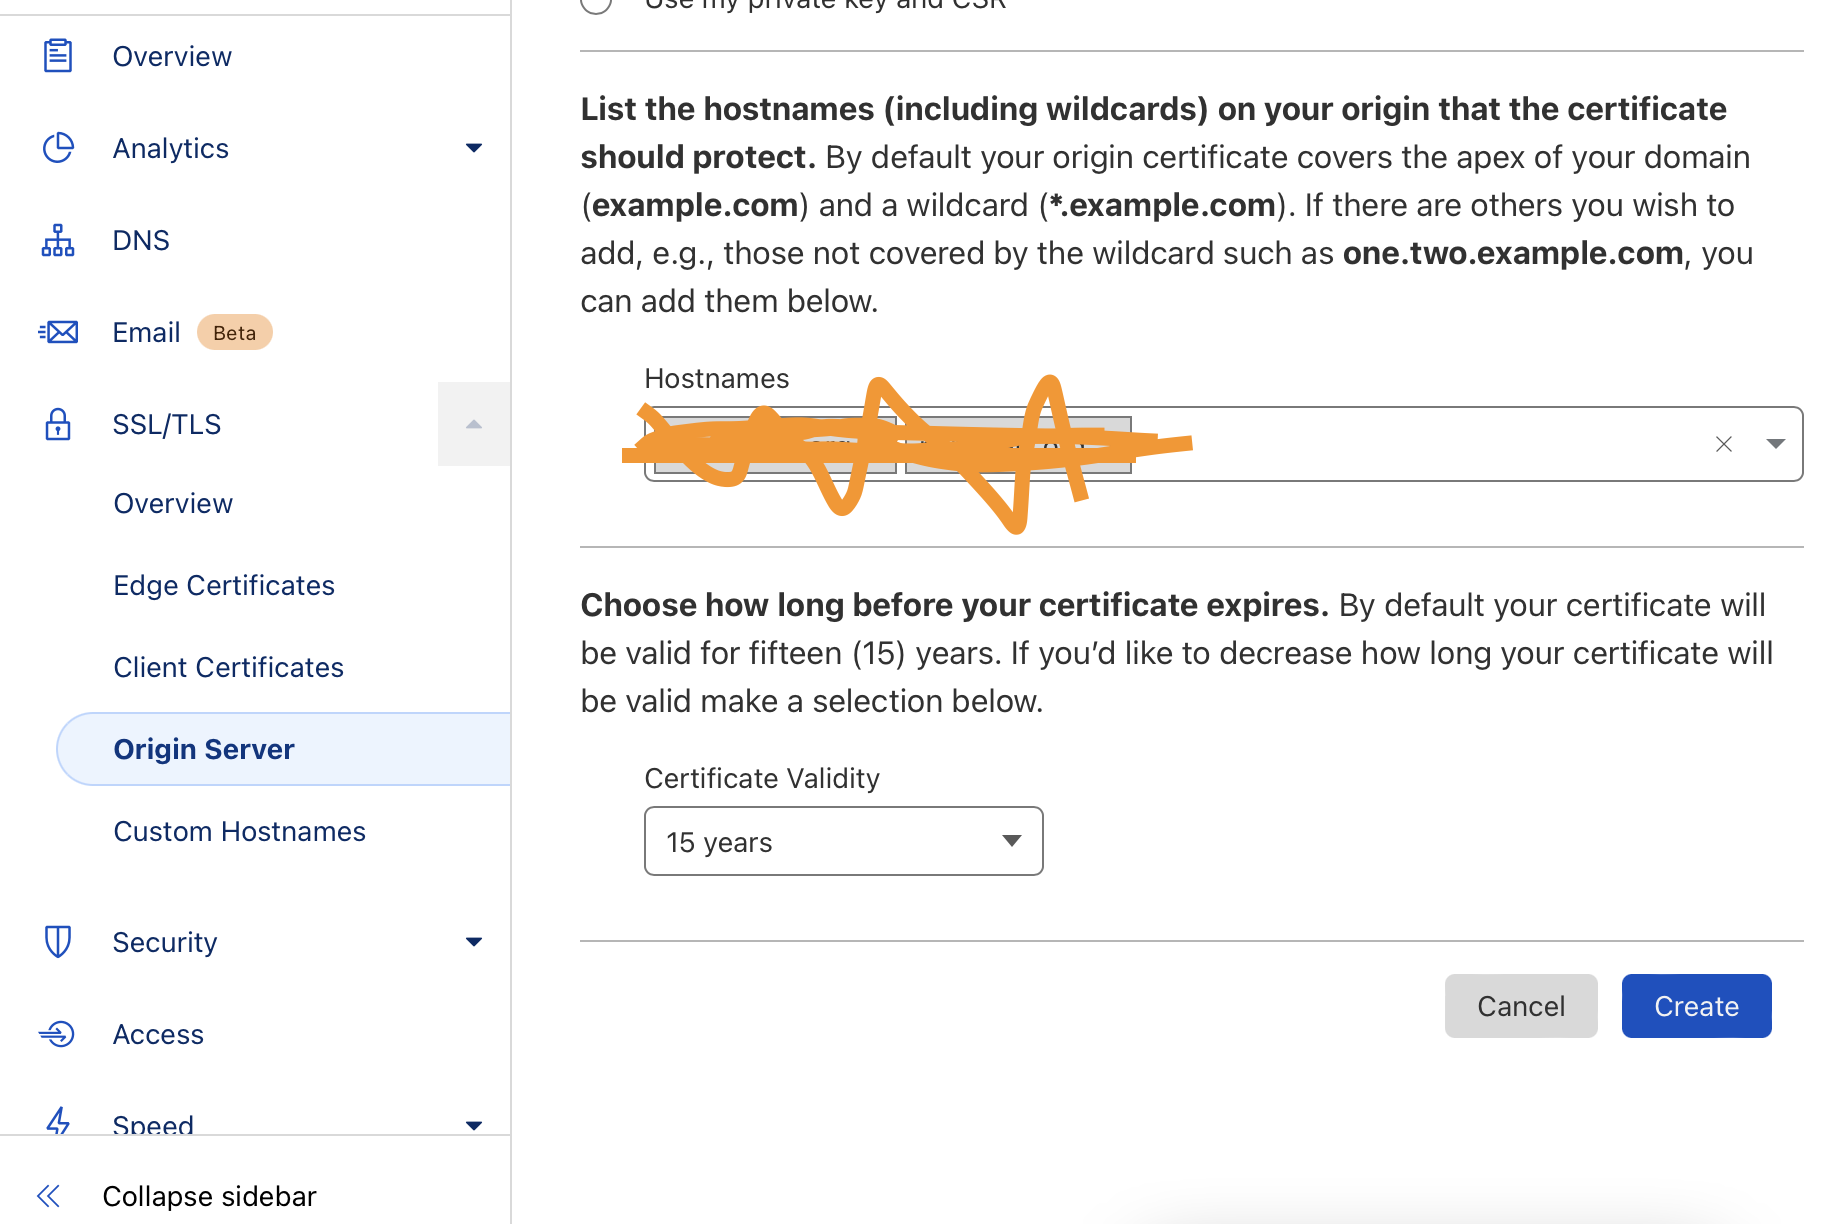 Overview
Analytics
DNS
Email Beta
SSL/TLS
Overview
Edge Certificates
Client Certificates
Origin Server
Custom Hostnames
Security
Access
Speed
Collapse sidebar
Use my private key and CSR
List the hostnames (including wildcards) on your origin that the certificate
should protect. By default your origin certificate covers the apex of your domain
(example.com) and a wildcard (*.example.com). If there are others you wish to
add, e.g., those not covered by the wildcard such as one.two.example.com, you
can add them below.
Hostnames
Choose how long before your certificate expires. By default your certificate will
be valid for fifteen (15) years. If you’d like to decrease how long your certificate will
be valid make a selection below.
Certificate Validity
15 years
Cancel
Create